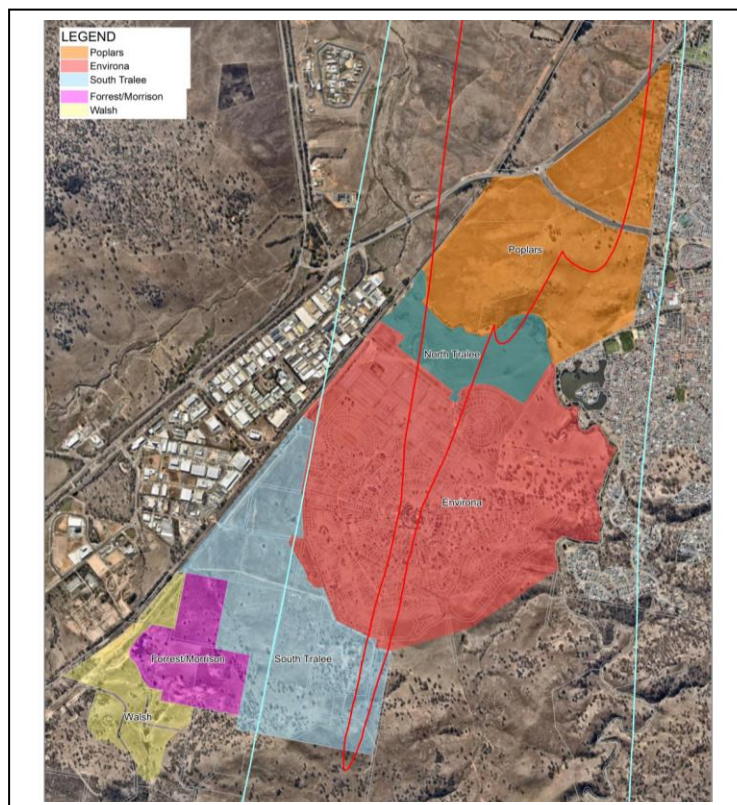 LEGEND
Poplars
Environa
South Tralee
Forrest/Morrison
Walsh
Poplars
North Tralee
Environa
Forrest/Morrison
South Tralee
Walsh